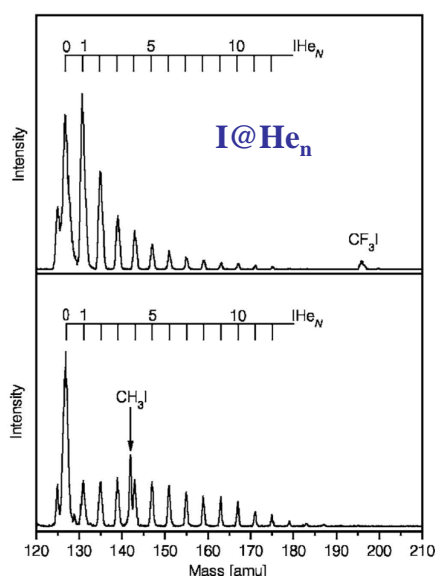 0 1 5 10 IHe_N
I@He_n
Intensity
CF_3I
0 1 5 10 IHe_N
CH_3I
Intensity
120 130 140 150 160 170 180 190 200 210
Mass [amu]